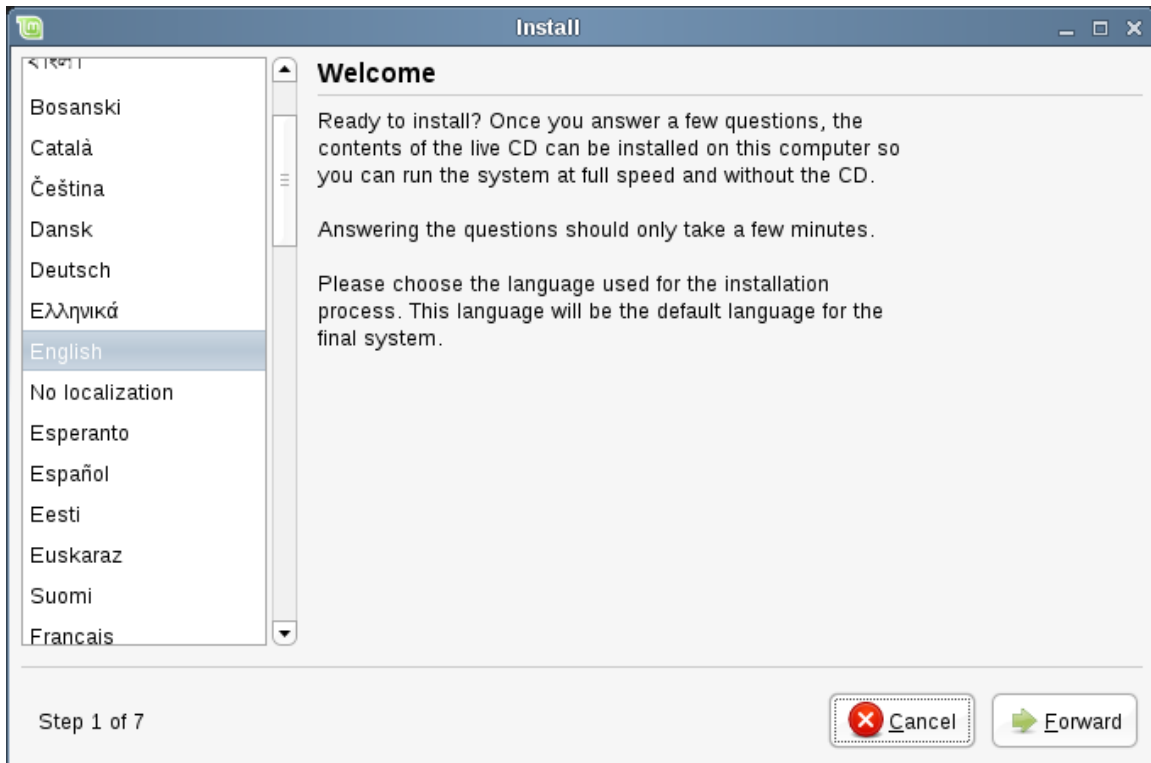 Install
বাংলা
Bosanski
Català
Čeština
Dansk
Deutsch
Ελληνικά
English
No localization
Esperanto
Español
Eesti
Euskaraz
Suomi
Français
Welcome
Ready to install? Once you answer a few questions, the
contents of the live CD can be installed on this computer so
you can run the system at full speed and without the CD.
Answering the questions should only take a few minutes.
Please choose the language used for the installation
process. This language will be the default language for the
final system.
Step 1 of 7
Cancel
Forward